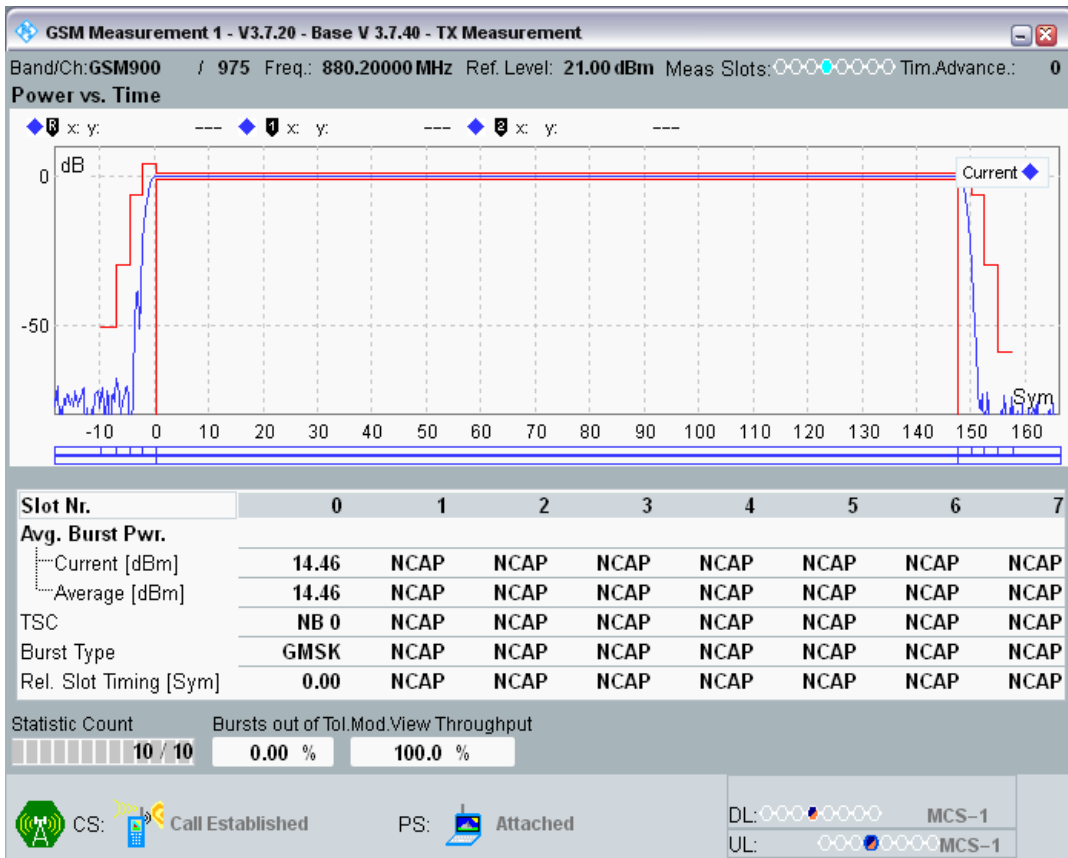 GSM Measurement 1 - V3.7.20 - Base V 3.7.40 - TX Measurement
Band/Ch:GSM900 / 975 Freq.: 880.20000 MHz Ref. Level: 21.00 dBm Meas Slots: Tim.Advance.: 0
Power vs. Time
R x: y: --- 1 x: y: --- 2 x: y: ---
dB
Current
0
-50
Sym
-10 0 10 20 30 40 50 60 70 80 90 100 110 120 130 140 150 160
Slot Nr. 0 1 2 3 4 5 6 7
Avg. Burst Pwr.
Current [dBm] 14.46 NCAP NCAP NCAP NCAP NCAP NCAP NCAP
Average [dBm] 14.46 NCAP NCAP NCAP NCAP NCAP NCAP NCAP
TSC NB 0 NCAP NCAP NCAP NCAP NCAP NCAP NCAP
Burst Type GMSK NCAP NCAP NCAP NCAP NCAP NCAP NCAP
Rel. Slot Timing [Sym] 0.00 NCAP NCAP NCAP NCAP NCAP NCAP NCAP
Statistic Count Bursts out of Tol. Mod.View Throughput
10 / 10 0.00 % 100.0 %
CS: Call Established PS: Attached DL: MCS-1
UL: MCS-1